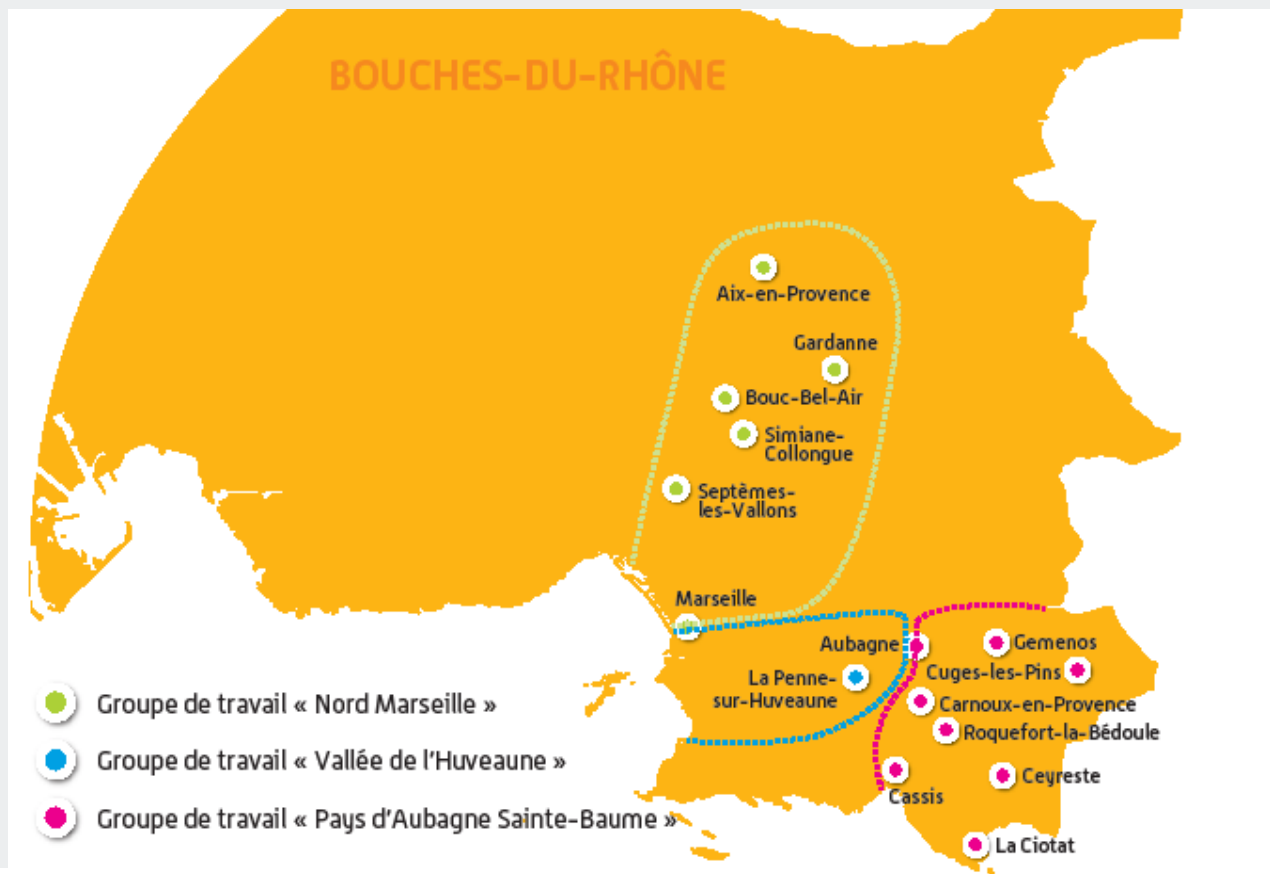 BOUCHES-DU-RHÔNE
Aix-en-Provence
Gardanne
Bouc-Bel-Air
Simiane-
Collongue
Septèmes-
les-Vallons
Marseille
Aubagne
Gemenos
Cuges-les-Pins
La Penne-
sur-Huveaune
Carnoux-en-Provence
Roquefort-la-Bédoule
Ceyreste
Cassis
La Ciotat
Groupe de travail « Nord Marseille »
Groupe de travail « Vallée de l'Huveaune »
Groupe de travail « Pays d'Aubagne Sainte-Baume »